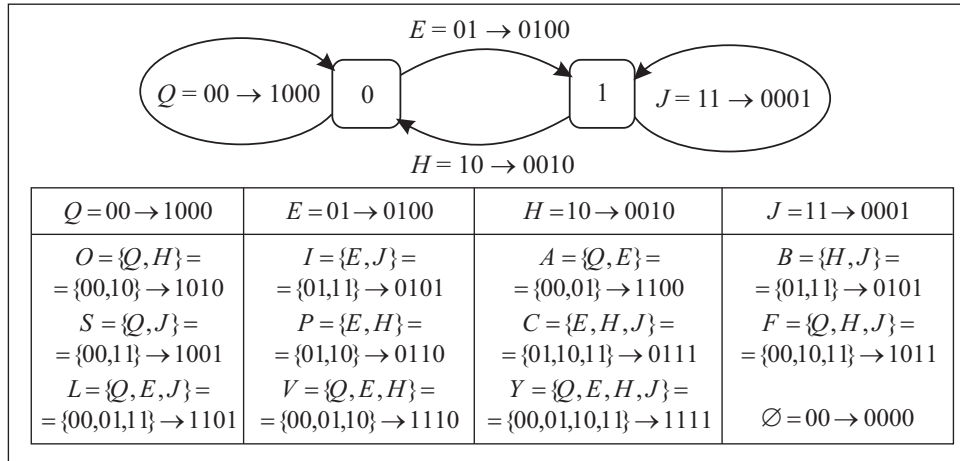 E = 01 → 0100
Q = 00 → 1000
0
1
J = 11 → 0001
H = 10 → 0010
Q = 00 → 1000
E = 01 → 0100
H = 10 → 0010
J = 11 → 0001
O = {Q, H} =
= {00,10} → 1010
I = {E, J} =
= {01,11} → 0101
A = {Q, E} =
= {00,01} → 1100
B = {H, J} =
= {01,11} → 0101
S = {Q, J} =
= {00,11} → 1001
P = {E, H} =
= {01,10} → 0110
C = {E, H, J} =
= {01,10,11} → 0111
F = {Q, H, J} =
= {00,10,11} → 1011
L = {Q, E, J} =
= {00,01,11} → 1101
V = {Q, E, H} =
= {00,01,10} → 1110
Y = {Q, E, H, J} =
= {00,01,10,11} → 1111
∅ = 00 → 0000